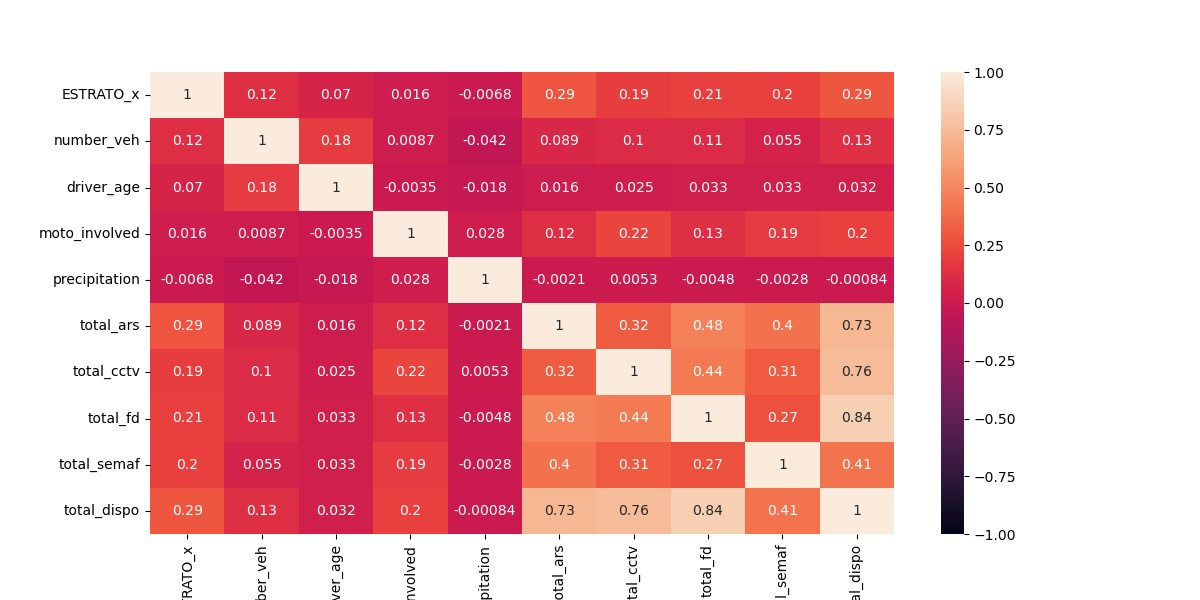 ESTRATO_x 1 0.12 0.07 0.016 -0.0068 0.29 0.19 0.21 0.2 0.29
number_veh 0.12 1 0.18 0.0087 -0.042 0.089 0.1 0.11 0.055 0.13
driver_age 0.07 0.18 1 -0.0035 -0.018 0.016 0.025 0.033 0.033 0.032
moto_involved 0.016 0.0087 -0.0035 1 0.028 0.12 0.22 0.13 0.19 0.2
precipitation -0.0068 -0.042 -0.018 0.028 1 -0.0021 0.0053 -0.0048 -0.0028 -0.00084
total_ars 0.29 0.089 0.016 0.12 -0.0021 1 0.32 0.48 0.4 0.73
total_cctv 0.19 0.1 0.025 0.22 0.0053 0.32 1 0.44 0.31 0.76
total_fd 0.21 0.11 0.033 0.13 -0.0048 0.48 0.44 1 0.27 0.84
total_semaf 0.2 0.055 0.033 0.19 -0.0028 0.4 0.31 0.27 1 0.41
total_dispo 0.29 0.13 0.032 0.2 -0.00084 0.73 0.76 0.84 0.41 1
TRATO_x
ber_veh
ver_age
nvolved
pitation
otal_ars
tal_cctv
total_fd
l_semaf
al_dispo
1.00
0.75
0.50
0.25
0.00
−0.25
−0.50
−0.75
−1.00